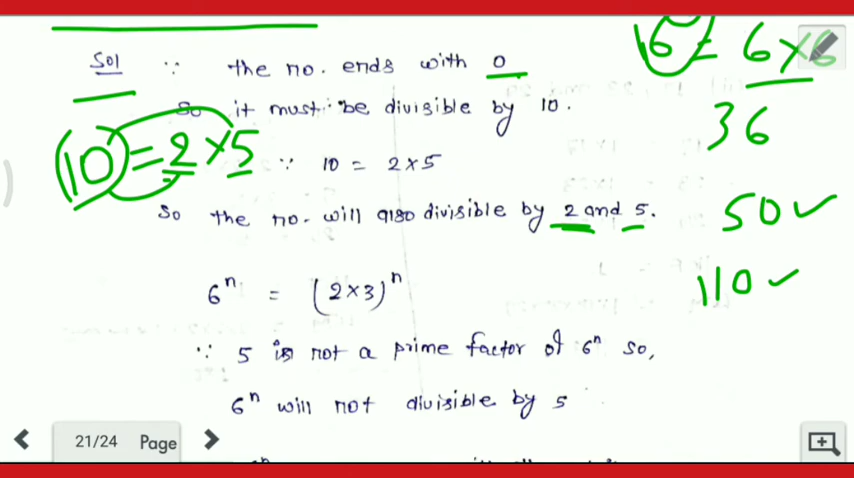 Sol ∵ the no. ends with 0
So it must be divisible by 10.
∵ 10 = 2×5
So the no. will also divisible by 2 and 5.
6ⁿ = (2×3)ⁿ
∵ 5 is not a prime factor of 6ⁿ so,
6ⁿ will not divisible by 5
10 = 2×5
= 6×6
36
50 ✓
110 ✓
21/24 Page